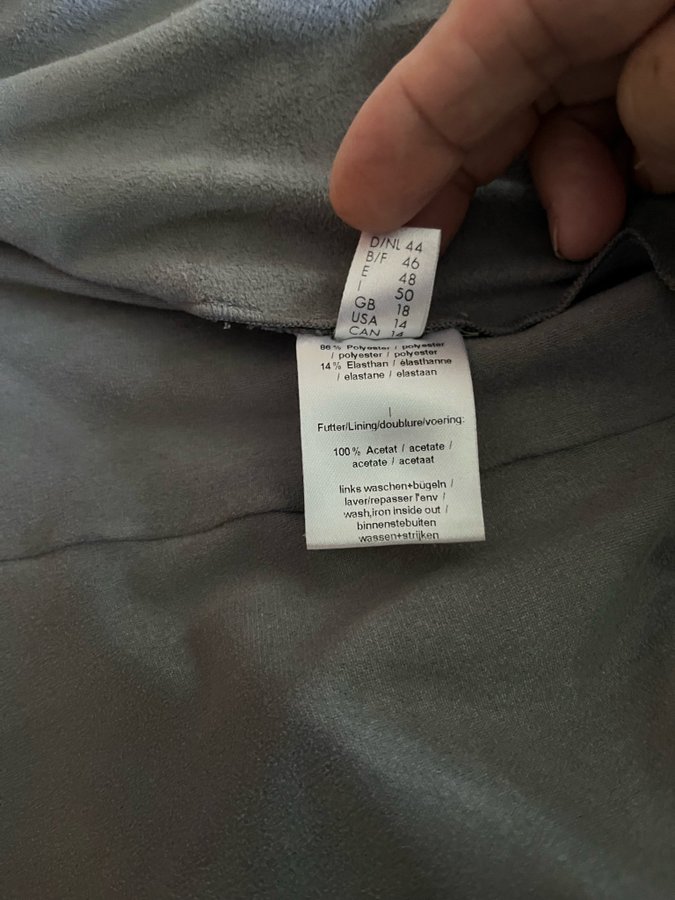 D/NL 44
B/F 46
E 48
I 50
GB 18
USA 14
CAN 14
86 % Polyester / polyester
/ polyester / polyester
14 % Elasthan / élasthanne
/ elastane / elastaan
|
Futter/Lining/doublure/voering:
100 % Acetat / acetate /
acetate / acetaat
links waschen+bügeln /
laver/repasser l'env /
wash,iron inside out /
binnenstebuiten
wassen+strijken